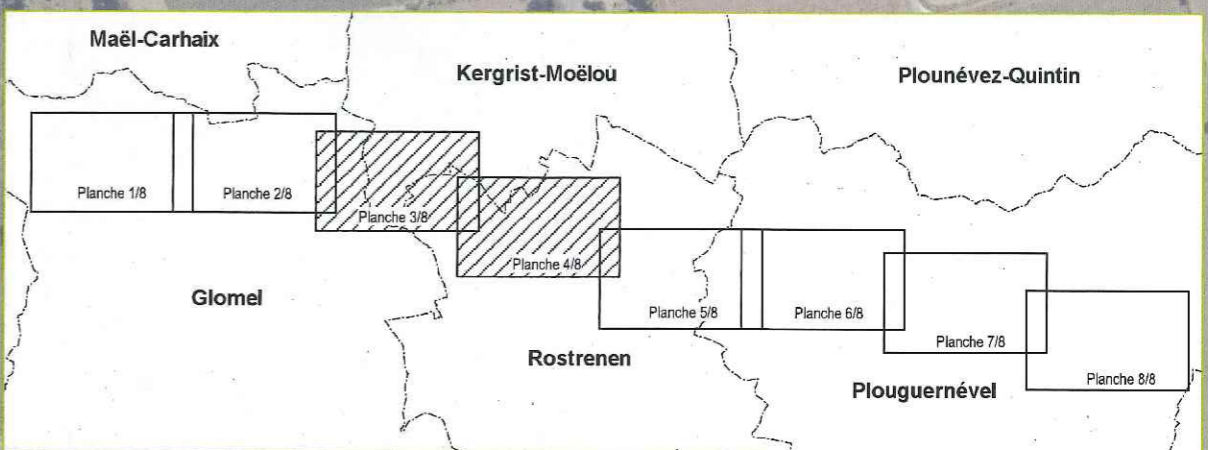 Maël-Carhaix
Kergrist-Moëlou
Plounévez-Quintin
Planche 1/8
Planche 2/8
Planche 3/8
Planche 4/8
Glomel
Planche 5/8
Planche 6/8
Planche 7/8
Rostrenen
Planche 8/8
Plouguernével